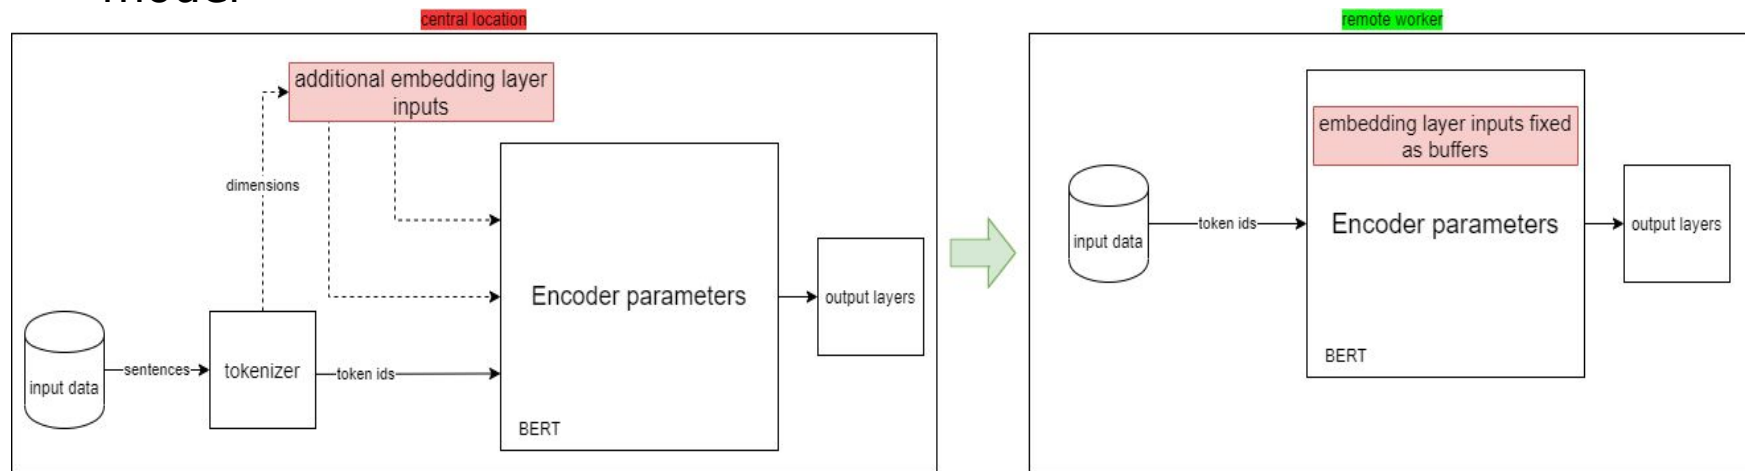 model
central location
additional embedding layer
inputs
dimensions
input data
sentences
tokenizer
token ids
Encoder parameters
BERT
output layers
remote worker
embedding layer inputs fixed
as buffers
input data
token ids
Encoder parameters
BERT
output layers